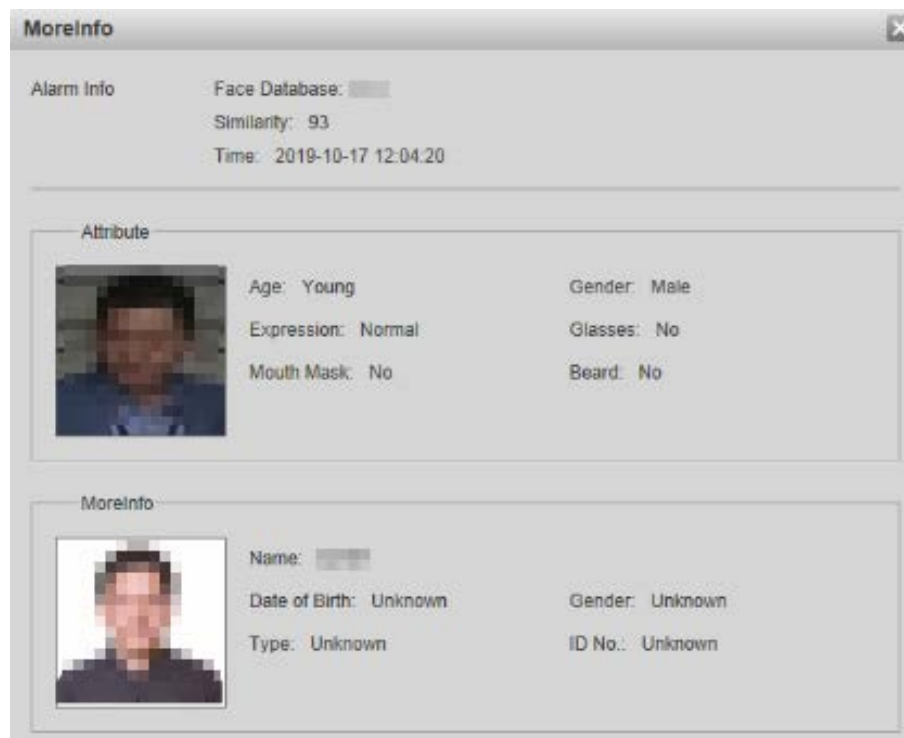 MoreInfo
Alarm Info
Face Database:
Similarity: 93
Time: 2019-10-17 12:04:20
Attribute
Age: Young Gender: Male
Expression: Normal Glasses: No
Mouth Mask: No Beard: No
MoreInfo
Name:
Date of Birth: Unknown Gender: Unknown
Type: Unknown ID No.: Unknown